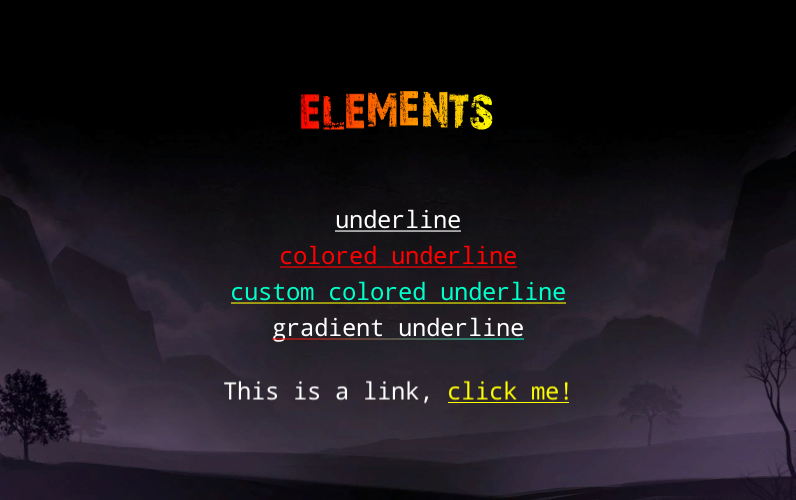 ELEMENTS
underline
colored underline
custom colored underline
gradient underline
This is a link, click me!